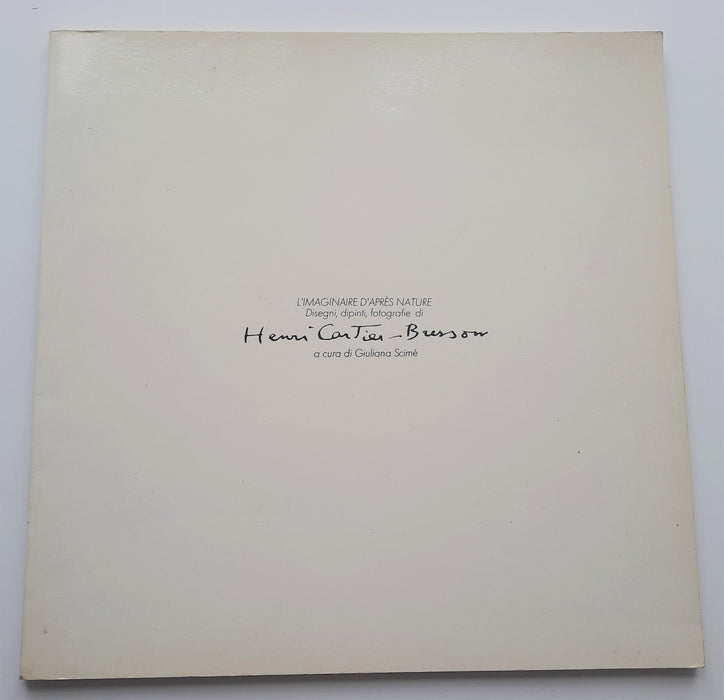 L'IMAGINAIRE D'APRÈS NATURE
Disegni, dipinti, fotografie di
Henri Cartier-Bresson
a cura di Giuliana Scimé